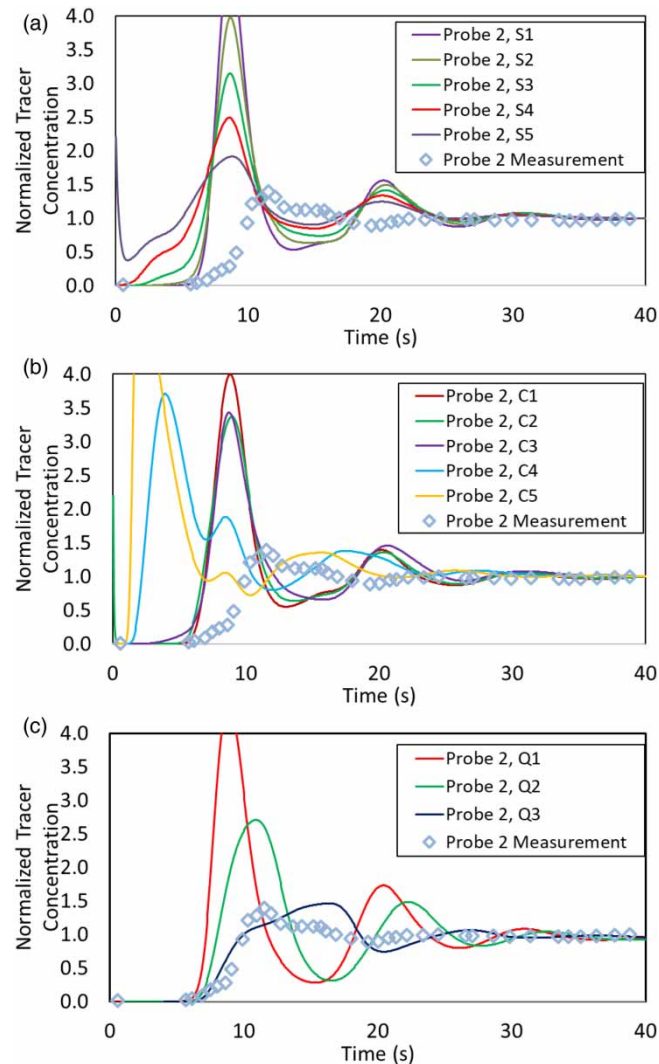 (a)
Normalized Tracer
Concentration
4.0
3.5
3.0
2.5
2.0
1.5
1.0
0.5
0.0
Probe 2, S1
Probe 2, S2
Probe 2, S3
Probe 2, S4
Probe 2, S5
Probe 2 Measurement
0 10 20 30 40
Time (s)
(b)
Normalized Tracer
Concentration
4.0
3.5
3.0
2.5
2.0
1.5
1.0
0.5
0.0
Probe 2, C1
Probe 2, C2
Probe 2, C3
Probe 2, C4
Probe 2, C5
Probe 2 Measurement
0 10 20 30 40
Time (s)
(c)
Normalized Tracer
Concentration
4.0
3.5
3.0
2.5
2.0
1.5
1.0
0.5
0.0
Probe 2, Q1
Probe 2, Q2
Probe 2, Q3
Probe 2 Measurement
0 10 20 30 40
Time (s)